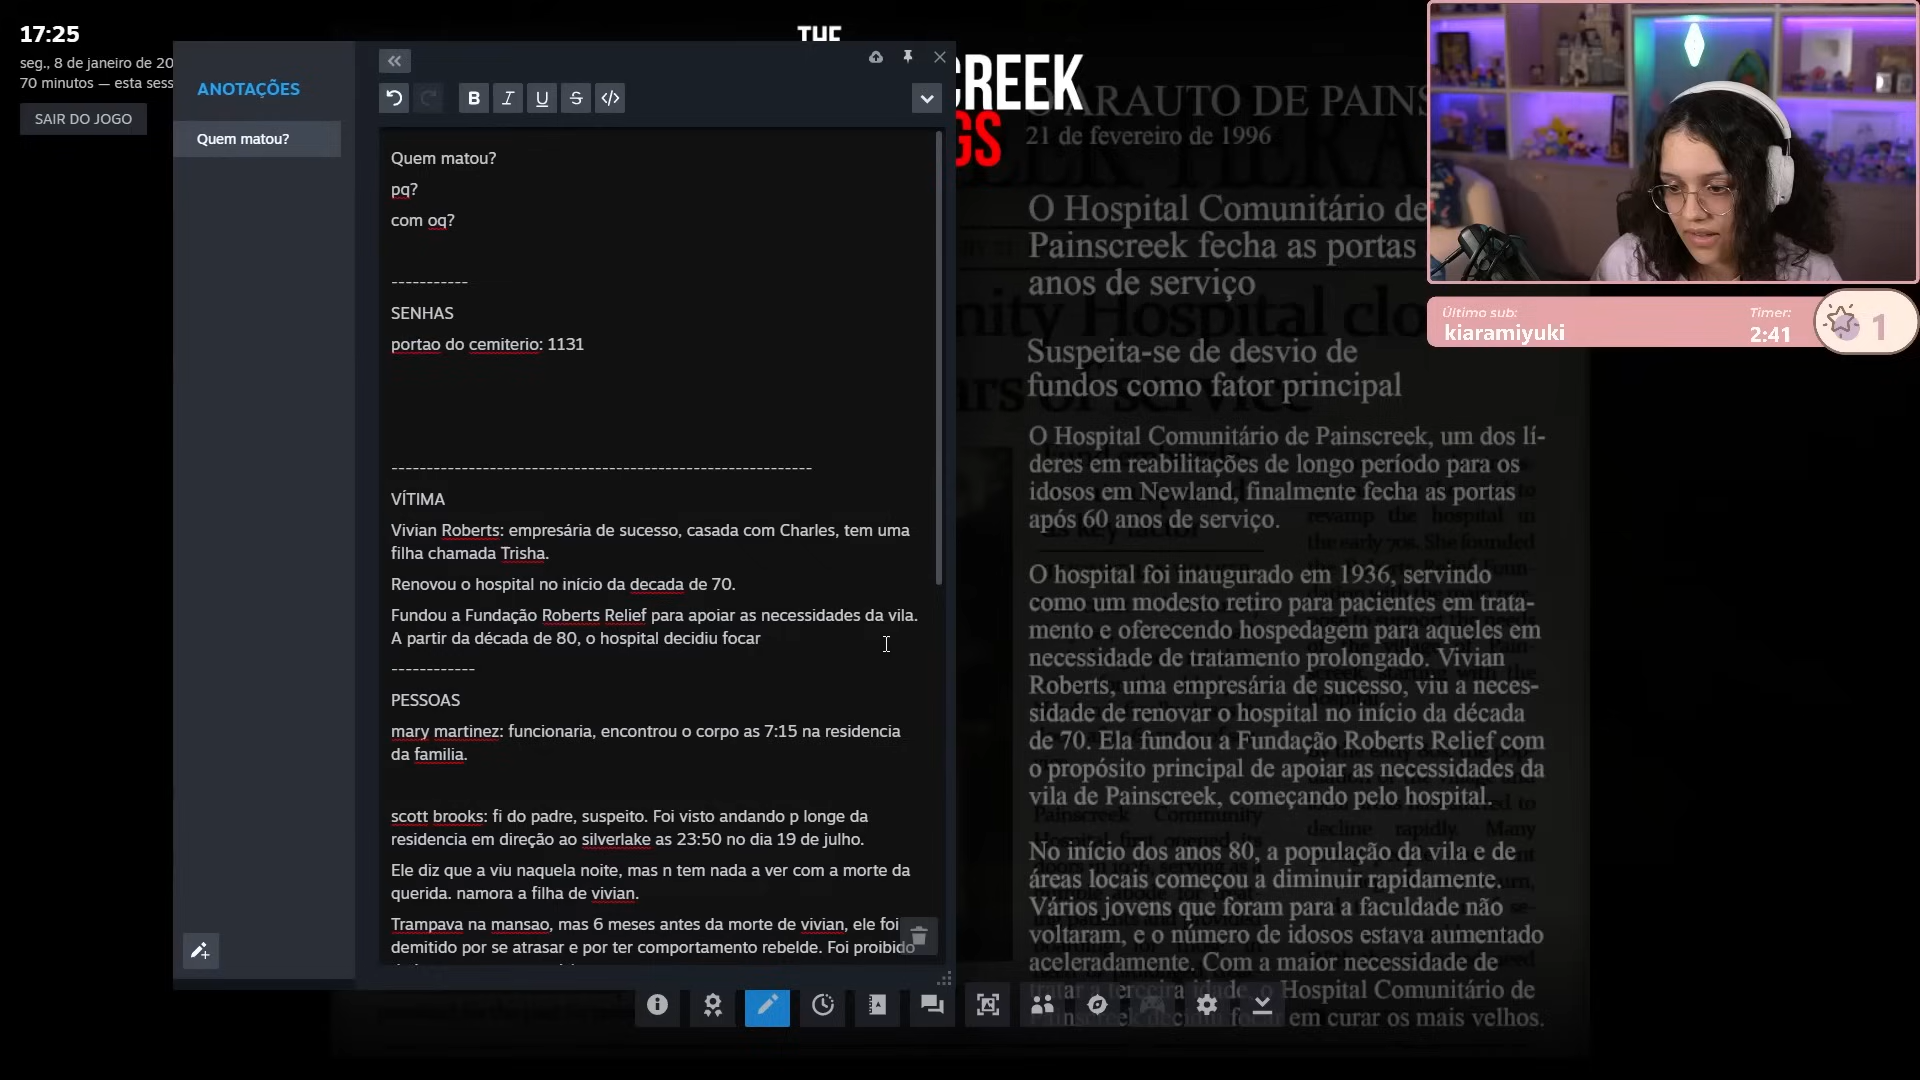 17:25
seg., 8 de janeiro de 20
70 minutos — esta sess
SAIR DO JOGO
ANOTAÇÕES
Quem matou?
Quem matou?
pq?
com oq?
-----------
SENHAS
portao do cemiterio: 1131
------------------------------------------------------------
VÍTIMA
Vivian Roberts: empresária de sucesso, casada com Charles, tem uma
filha chamada Trisha.
Renovou o hospital no início da decada de 70.
Fundou a Fundação Roberts Relief para apoiar as necessidades da vila.
A partir da década de 80, o hospital decidiu focar
------------
PESSOAS
mary martinez: funcionaria, encontrou o corpo as 7:15 na residencia
da familia.
scott brooks: fi do padre, suspeito. Foi visto andando p longe da
residencia em direção ao silverlake as 23:50 no dia 19 de julho.
Ele diz que a viu naquela noite, mas n tem nada a ver com a morte da
querida. namora a filha de vivian.
Trampava na mansao, mas 6 meses antes da morte de vivian, ele foi
demitido por se atrasar e por ter comportamento rebelde. Foi proibido
THE
CREEK
GS
O ARAUTO DE PAINS
21 de fevereiro de 1996
O Hospital Comunitário de
Painscreek fecha as portas
anos de serviço
Suspeita-se de desvio de
fundos como fator principal
O Hospital Comunitário de Painscreek, um dos lí-
deres em reabilitações de longo período para os
idosos em Newland, finalmente fecha as portas
após 60 anos de serviço.
O hospital foi inaugurado em 1936, servindo
como um modesto retiro para pacientes em trata-
mento e oferecendo hospedagem para aqueles em
necessidade de tratamento prolongado. Vivian
Roberts, uma empresária de sucesso, viu a neces-
sidade de renovar o hospital no início da década
de 70. Ela fundou a Fundação Roberts Relief com
o propósito principal de apoiar as necessidades da
vila de Painscreek, começando pelo hospital.
No início dos anos 80, a população da vila e de
áreas locais começou a diminuir rapidamente.
Vários jovens que foram para a faculdade não
voltaram, e o número de idosos estava aumentado
aceleradamente. Com a maior necessidade de
tratar a terceira idade, o Hospital Comunitário de
Painscreek decidiu focar em curar os mais velhos.
Último sub:
kiaramiyuki
Timer:
2:41
1